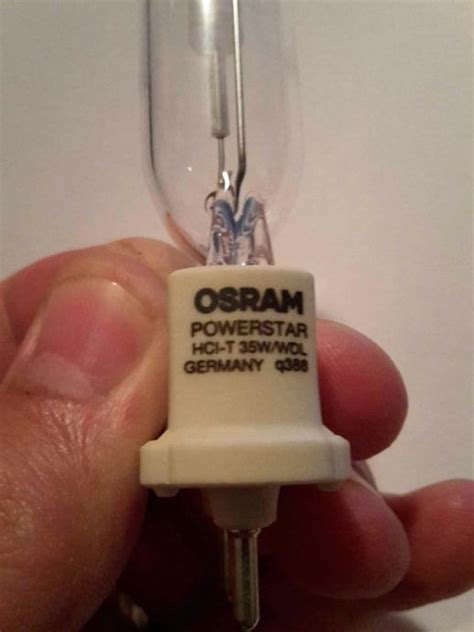 OSRAM
POWERSTAR
HCI-T 35W/WDL
GERMANY q388